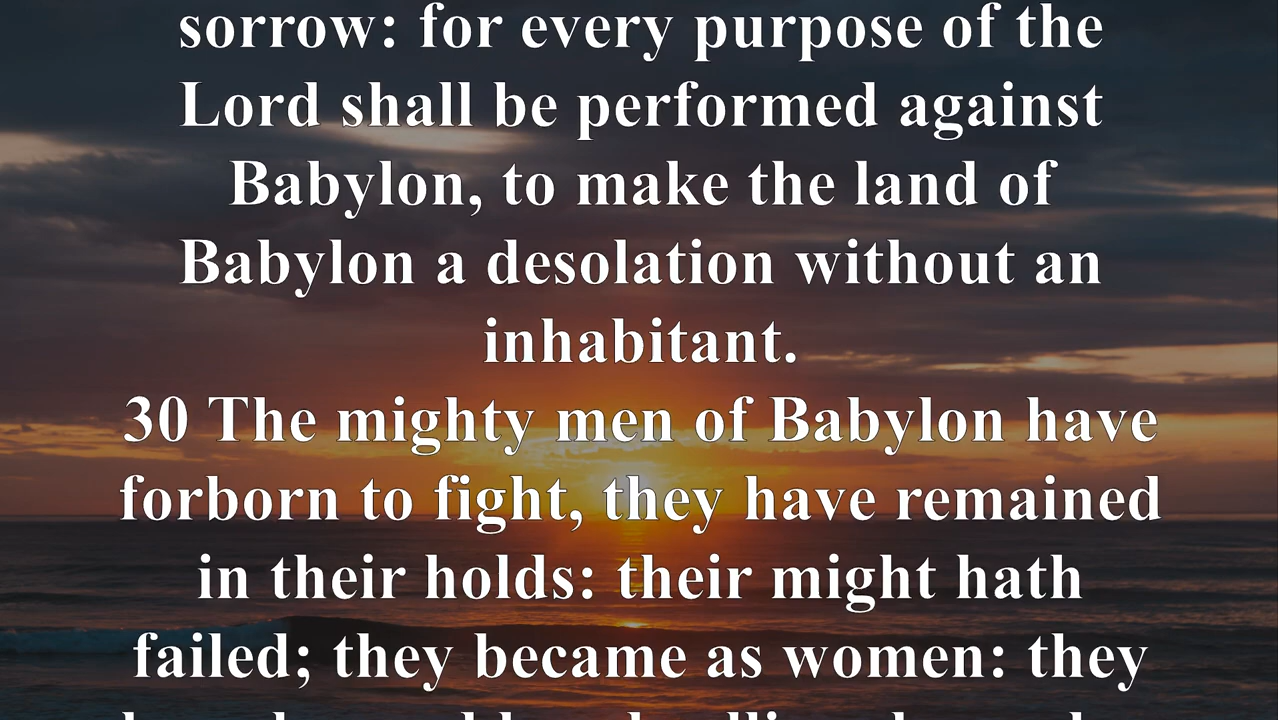 sorrow: for every purpose of the
Lord shall be performed against
Babylon, to make the land of
Babylon a desolation without an
inhabitant.
30 The mighty men of Babylon have
forborn to fight, they have remained
in their holds: their might hath
failed; they became as women: they